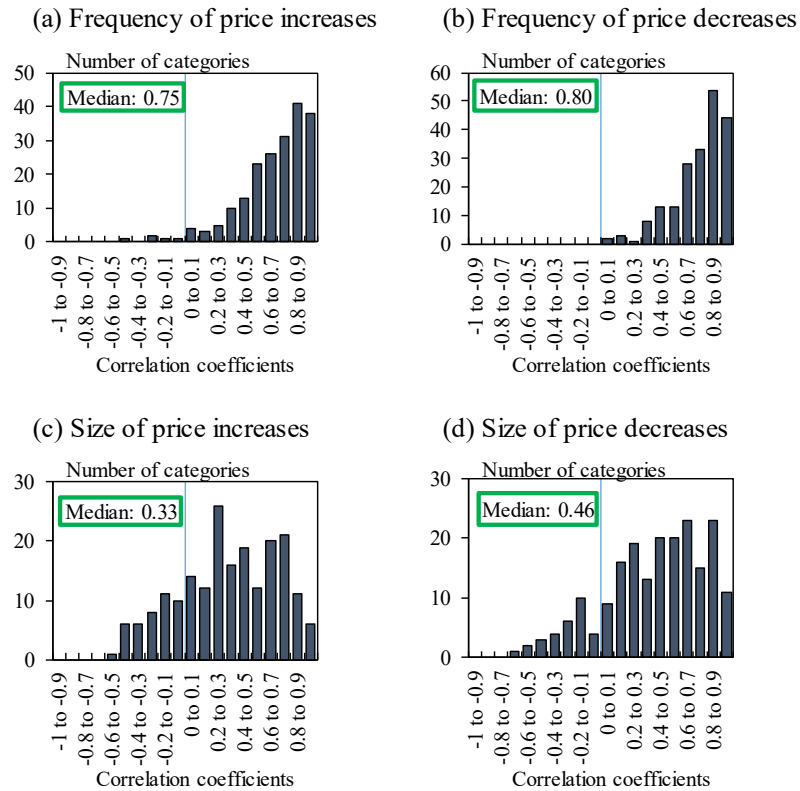 (a) Frequency of price increases
Number of categories
50
40
30
20
10
0
Median: 0.75
-1 to -0.9
-0.8 to -0.7
-0.6 to -0.5
-0.4 to -0.3
-0.2 to -0.1
0 to 0.1
0.2 to 0.3
0.4 to 0.5
0.6 to 0.7
0.8 to 0.9
Correlation coefficients
(b) Frequency of price decreases
Number of categories
60
50
40
30
20
10
0
Median: 0.80
-1 to -0.9
-0.8 to -0.7
-0.6 to -0.5
-0.4 to -0.3
-0.2 to -0.1
0 to 0.1
0.2 to 0.3
0.4 to 0.5
0.6 to 0.7
0.8 to 0.9
Correlation coefficients
(c) Size of price increases
Number of categories
30
20
10
0
Median: 0.33
-1 to -0.9
-0.8 to -0.7
-0.6 to -0.5
-0.4 to -0.3
-0.2 to -0.1
0 to 0.1
0.2 to 0.3
0.4 to 0.5
0.6 to 0.7
0.8 to 0.9
Correlation coefficients
(d) Size of price decreases
Number of categories
30
20
10
0
Median: 0.46
-1 to -0.9
-0.8 to -0.7
-0.6 to -0.5
-0.4 to -0.3
-0.2 to -0.1
0 to 0.1
0.2 to 0.3
0.4 to 0.5
0.6 to 0.7
0.8 to 0.9
Correlation coefficients